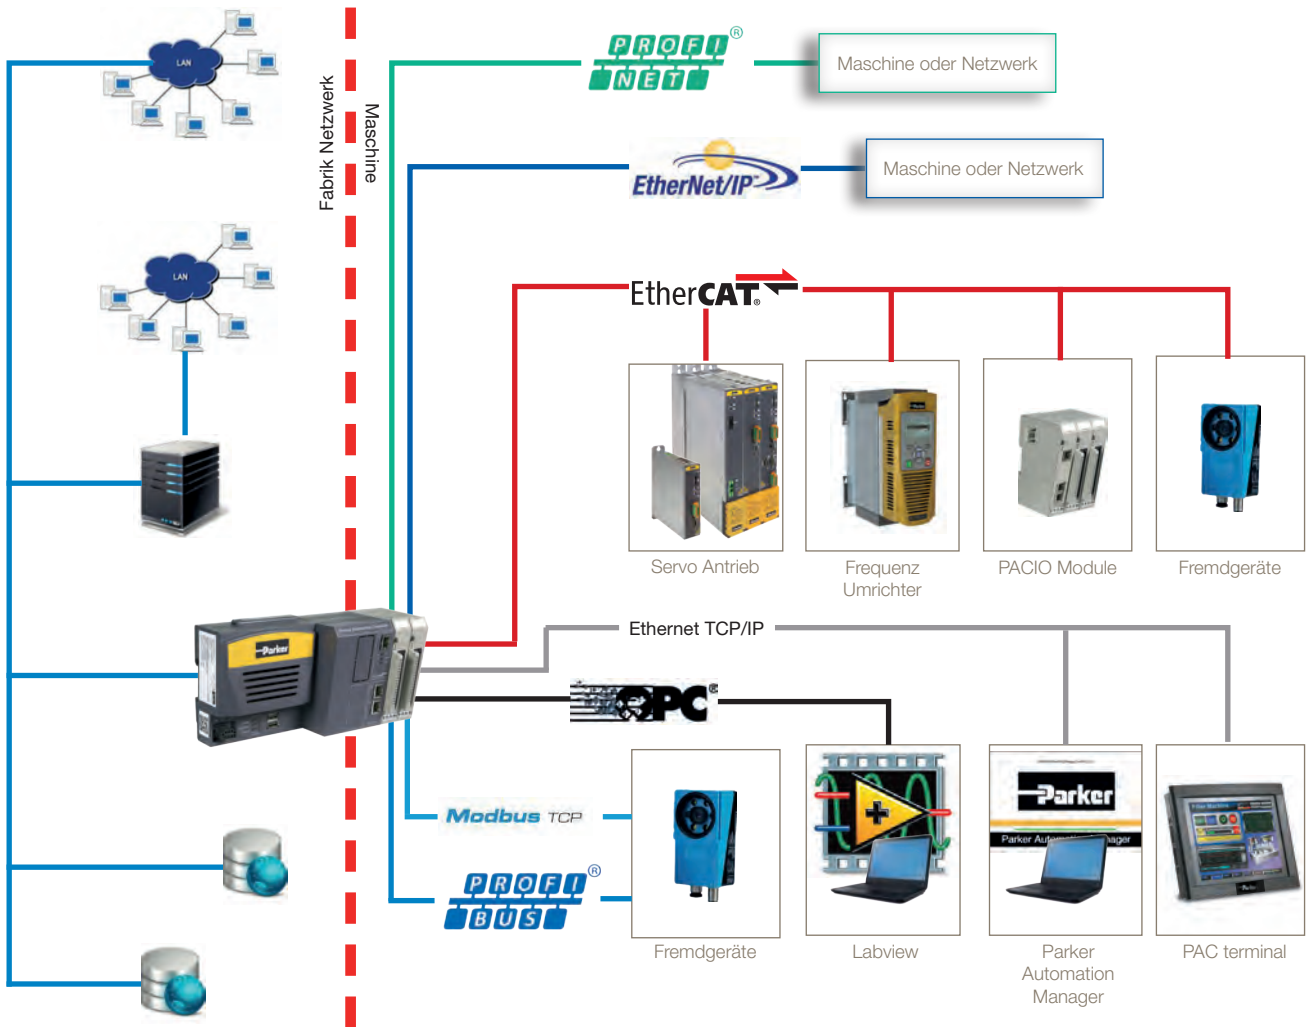 LAN
LAN
Fabrik Netzwerk
Maschine
PROFI®
NET
Maschine oder Netzwerk
EtherNet/IP™
Maschine oder Netzwerk
EtherCAT®
Servo Antrieb
Frequenz
Umrichter
PACIO Module
Fremdgeräte
Parker
Ethernet TCP/IP
OPC®
Modbus TCP
PROFI®
BUS
Parker
Fremdgeräte
Labview
Parker
Automation
Manager
PAC terminal